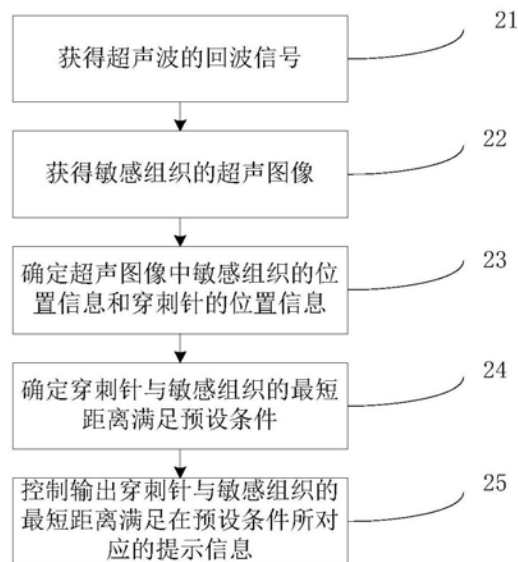 获得超声波的回波信号
21
获得敏感组织的超声图像
22
确定超声图像中敏感组织的位
置信息和穿刺针的位置信息
23
确定穿刺针与敏感组织的最短
距离满足预设条件
24
控制输出穿刺针与敏感组织的
最短距离满足在预设条件所对
应的提示信息
25